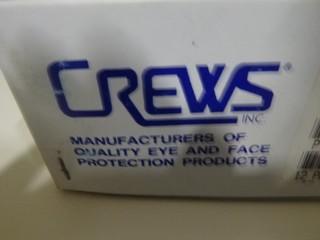 CREWS®
INC.
MANUFACTURERS OF
QUALITY EYE AND FACE
PROTECTION PRODUCTS